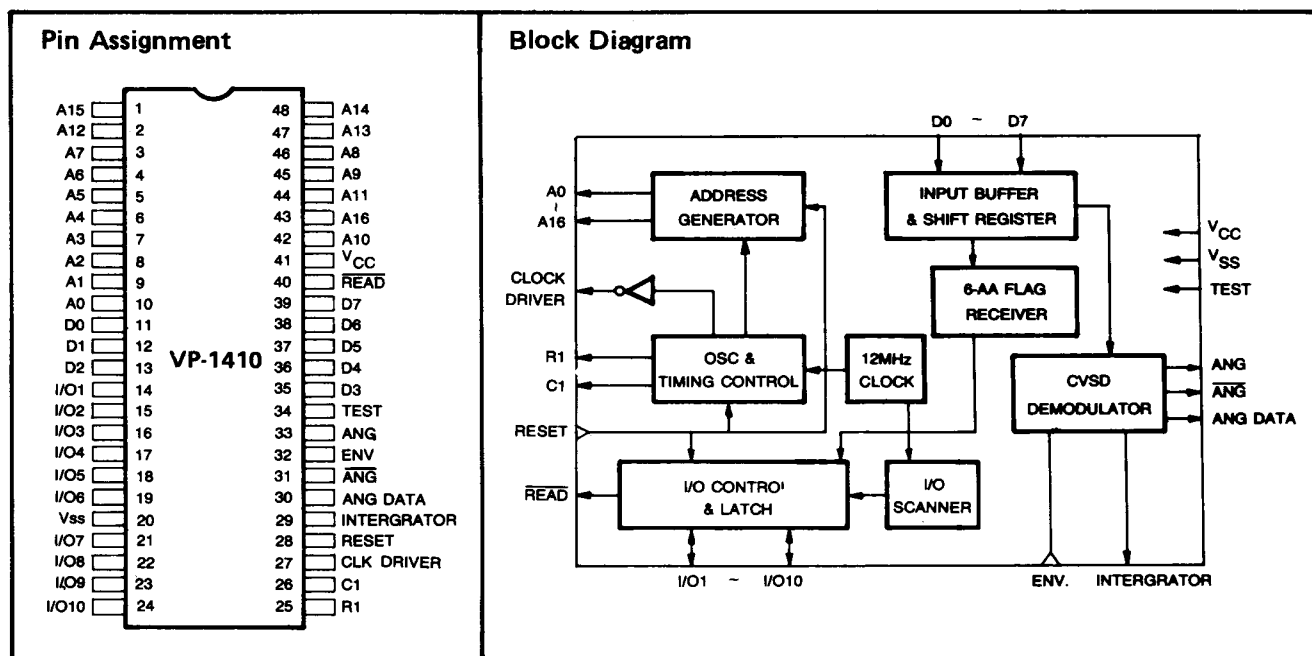 Pin Assignment
A15 1 48 A14
A12 2 47 A13
A7 3 46 A8
A6 4 45 A9
A5 5 44 A11
A4 6 43 A16
A3 7 42 A10
A2 8 41 VCC
A1 9 40 READ
A0 10 39 D7
D0 11 38 D6
D1 12 37 D5
D2 13 36 D4
I/O1 14 35 D3
I/O2 15 34 TEST
I/O3 16 33 ANG
I/O4 17 32 ENV
I/O5 18 31 ANG
I/O6 19 30 ANG DATA
Vss 20 29 INTERGRATOR
I/O7 21 28 RESET
I/O8 22 27 CLK DRIVER
I/O9 23 26 C1
I/O10 24 25 R1
VP-1410
Block Diagram
D0 ~ D7
A0
~
A16
ADDRESS
GENERATOR
INPUT BUFFER
& SHIFT REGISTER
VCC
VSS
TEST
CLOCK
DRIVER
6-AA FLAG
RECEIVER
R1
C1
OSC &
TIMING CONTROL
12MHz
CLOCK
CVSD
DEMODULATOR
ANG
ANG
ANG DATA
RESET
READ
I/O CONTROL
& LATCH
I/O
SCANNER
I/O1 ~ I/O10
ENV. INTERGRATOR